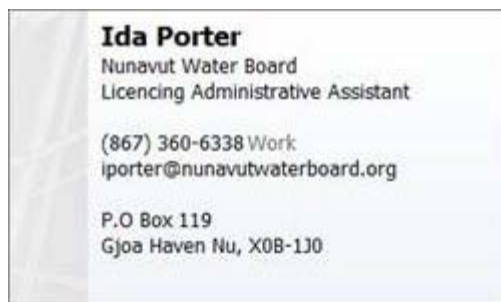 Ida Porter
Nunavut Water Board
Licencing Administrative Assistant
(867) 360-6338 Work
iporter@nunavutwaterboard.org
P.O Box 119
Gjoa Haven Nu, X0B-1J0